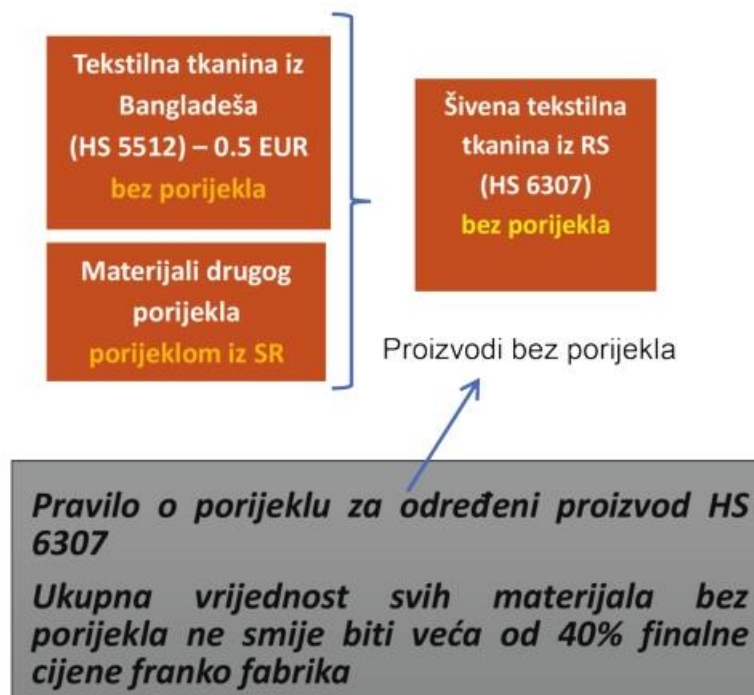 Tekstilna tkanina iz
Bangladeša
(HS 5512) – 0.5 EUR
bez porijekla
Materijali drugog
porijekla
porijeklom iz SR
Šivena tekstilna
tkanina iz RS
(HS 6307)
bez porijekla
Proizvodi bez porijekla
Pravilo o porijeklu za određeni proizvod HS
6307
Ukupna vrijednost svih materijala bez
porijekla ne smije biti veća od 40% finalne
cijene franko fabrika